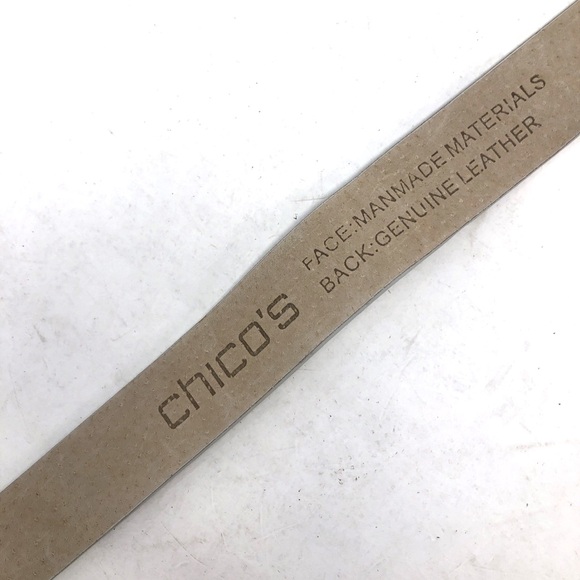 chico's
FACE:MANMADE MATERIALS
BACK:GENUINE LEATHER